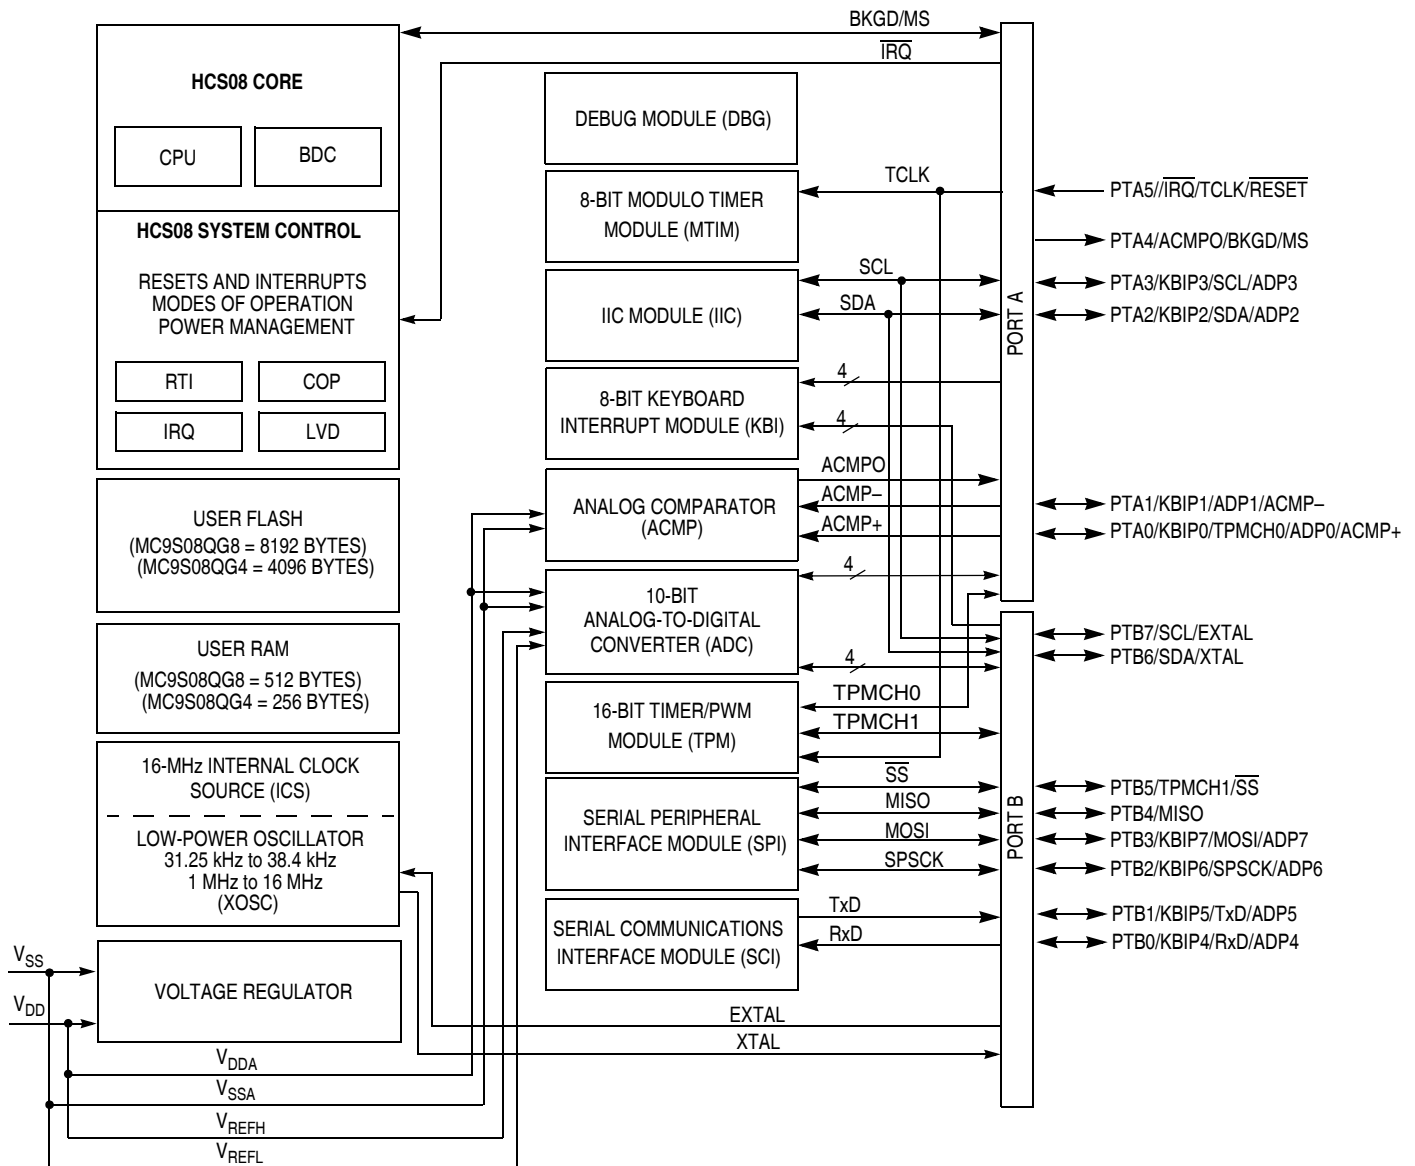 BKGD/MS
IRQ
HCS08 CORE
CPU
BDC
HCS08 SYSTEM CONTROL
RESETS AND INTERRUPTS
MODES OF OPERATION
POWER MANAGEMENT
RTI
COP
IRQ
LVD
USER FLASH
(MC9S08QG8 = 8192 BYTES)
(MC9S08QG4 = 4096 BYTES)
USER RAM
(MC9S08QG8 = 512 BYTES)
(MC9S08QG4 = 256 BYTES)
16-MHz INTERNAL CLOCK
SOURCE (ICS)
LOW-POWER OSCILLATOR
31.25 kHz to 38.4 kHz
1 MHz to 16 MHz
(XOSC)
VOLTAGE REGULATOR
VSS
VDD
VDDA
VSSA
VREFH
VREFL
DEBUG MODULE (DBG)
8-BIT MODULO TIMER
MODULE (MTIM)
IIC MODULE (IIC)
8-BIT KEYBOARD
INTERRUPT MODULE (KBI)
ANALOG COMPARATOR
(ACMP)
10-BIT
ANALOG-TO-DIGITAL
CONVERTER (ADC)
16-BIT TIMER/PWM
MODULE (TPM)
SERIAL PERIPHERAL
INTERFACE MODULE (SPI)
SERIAL COMMUNICATIONS
INTERFACE MODULE (SCI)
TCLK
SCL
SDA
4
4
ACMPO
ACMP–
ACMP+
4
4
TPMCH0
TPMCH1
SS
MISO
MOSI
SPSCK
TxD
RxD
EXTAL
XTAL
PORT A
PORT B
PTA5//IRQ/TCLK/RESET
PTA4/ACMPO/BKGD/MS
PTA3/KBIP3/SCL/ADP3
PTA2/KBIP2/SDA/ADP2
PTA1/KBIP1/ADP1/ACMP–
PTA0/KBIP0/TPMCH0/ADP0/ACMP+
PTB7/SCL/EXTAL
PTB6/SDA/XTAL
PTB5/TPMCH1/SS
PTB4/MISO
PTB3/KBIP7/MOSI/ADP7
PTB2/KBIP6/SPSCK/ADP6
PTB1/KBIP5/TxD/ADP5
PTB0/KBIP4/RxD/ADP4